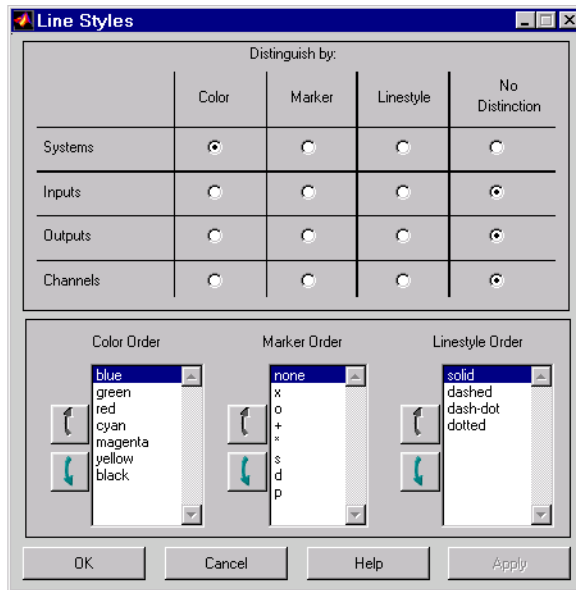 Line Styles
Distinguish by:
Color Marker Linestyle No Distinction
Systems
Inputs
Outputs
Channels
Color Order
blue
green
red
cyan
magenta
yellow
black
Marker Order
none
x
o
+
*
s
d
p
Linestyle Order
solid
dashed
dash-dot
dotted
OK Cancel Help Apply